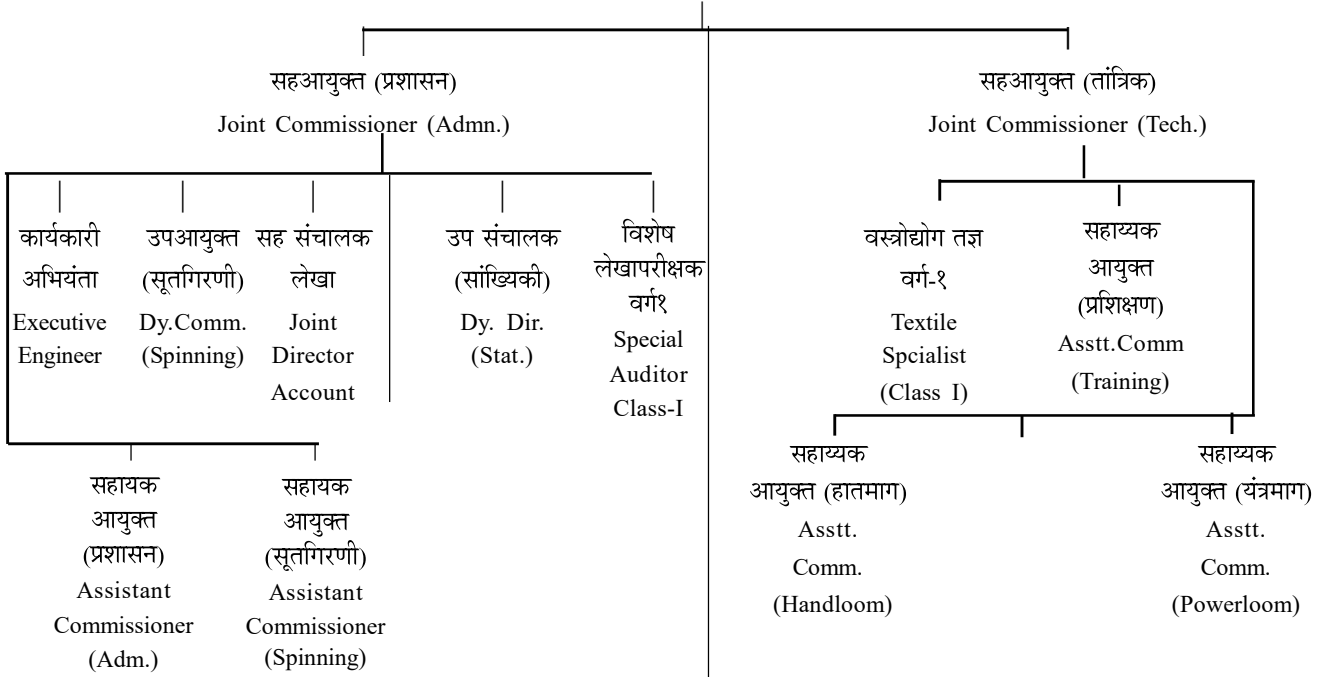 सहआयुक्त (प्रशासन)
Joint Commissioner (Admn.)
सहआयुक्त (तांत्रिक)
Joint Commissioner (Tech.)
कार्यकारी
अभियंता
Executive
Engineer
उपआयुक्त
(सूतगिरणी)
Dy.Comm.
(Spinning)
सह संचालक
लेखा
Joint
Director
Account
उप संचालक
(सांख्यिकी)
Dy. Dir.
(Stat.)
विशेष
लेखापरीक्षक
वर्ग१
Special
Auditor
Class-I
वस्त्रोद्योग तज्ञ
वर्ग-१
Textile
Spcialist
(Class I)
सहाय्यक
आयुक्त
(प्रशिक्षण)
Asstt.Comm
(Training)
सहायक
आयुक्त
(प्रशासन)
Assistant
Commissioner
(Adm.)
सहायक
आयुक्त
(सूतगिरणी)
Assistant
Commissioner
(Spinning)
सहाय्यक
आयुक्त (हातमाग)
Asstt.
Comm.
(Handloom)
सहाय्यक
आयुक्त (यंत्रमाग)
Asstt.
Comm.
(Powerloom)